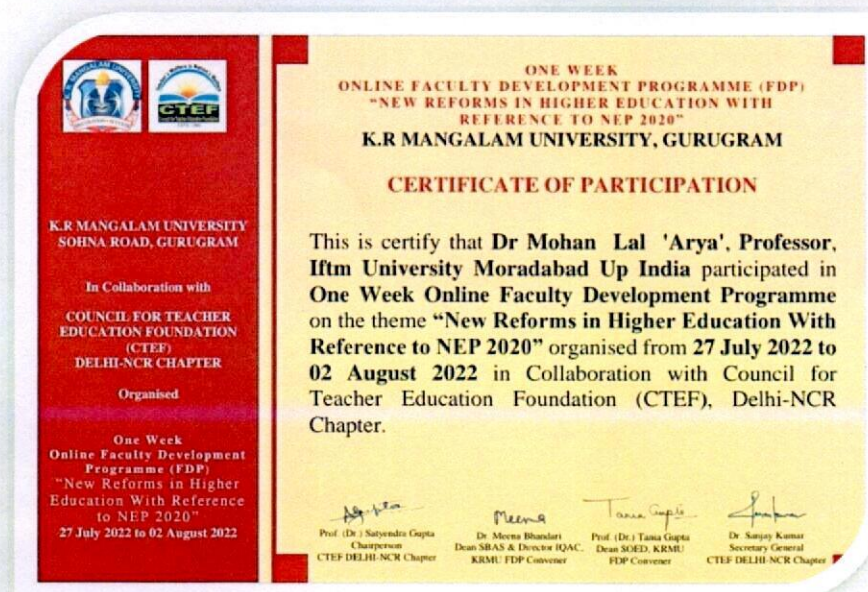 CTEF
K.R MANGALAM UNIVERSITY
SOHNA ROAD, GURUGRAM
In Collaboration with
COUNCIL FOR TEACHER
EDUCATION FOUNDATION
(CTEF)
DELHI-NCR CHAPTER
Organised
One Week
Online Faculty Development
Programme (FDP)
"New Reforms in Higher
Education With Reference
to NEP 2020"
27 July 2022 to 02 August 2022
ONE WEEK
ONLINE FACULTY DEVELOPMENT PROGRAMME (FDP)
"NEW REFORMS IN HIGHER EDUCATION WITH
REFERENCE TO NEP 2020"
K.R MANGALAM UNIVERSITY, GURUGRAM
CERTIFICATE OF PARTICIPATION
This is certify that Dr Mohan Lal 'Arya', Professor,
Iftm University Moradabad Up India participated in
One Week Online Faculty Development Programme
on the theme "New Reforms in Higher Education With
Reference to NEP 2020" organised from 27 July 2022 to
02 August 2022 in Collaboration with Council for
Teacher Education Foundation (CTEF), Delhi-NCR
Chapter.
Meena
Tania Gupta
Prof. (Dr.) Satyendra Gupta
Chairperson
CTEF DELHI-NCR Chapter
Dr. Meena Bhandari
Dean SBAS & Director IQAC,
KRMU FDP Convener
Prof. (Dr.) Tania Gupta
Dean SOED, KRMU
FDP Convener
Dr. Sanjay Kumar
Secretary General
CTEF DELHI-NCR Chapter